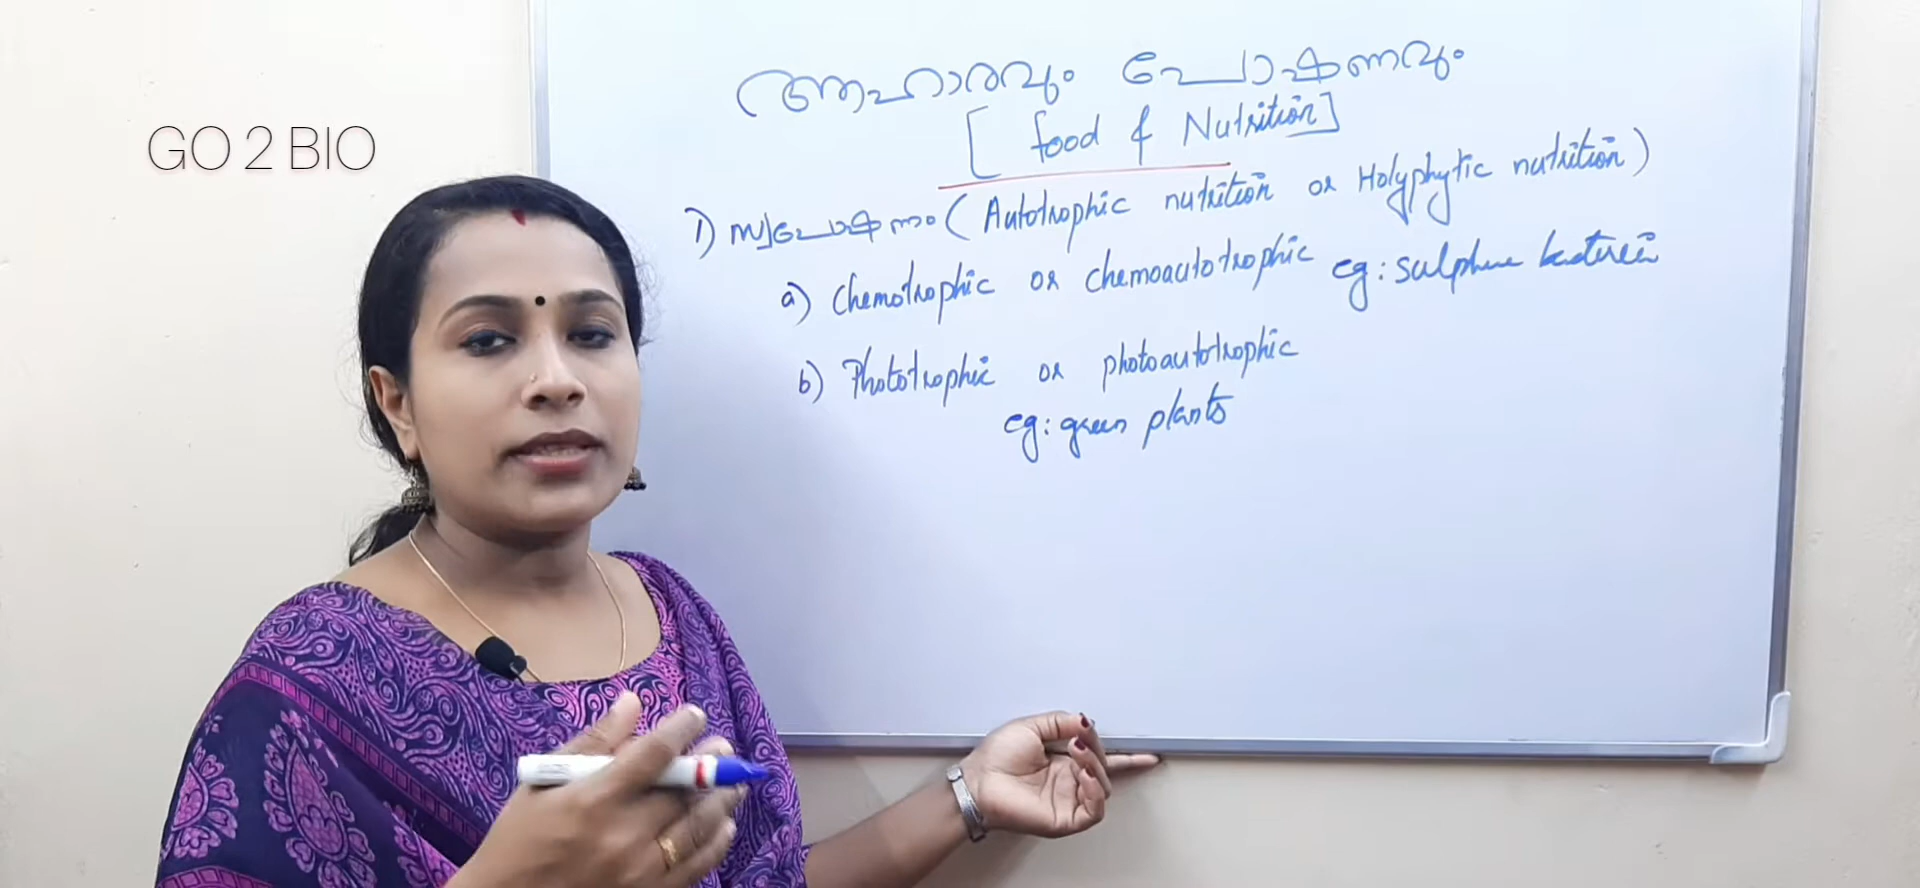 GO 2 BIO
ആഹാരവും പോഷണവും
[ food & Nutrition ]
1) സ്വപോഷണം ( Autotrophic nutrition or Holyphytic nutrition )
a) Chemotrophic or chemoautotrophic eg: sulphur bacteria
b) Phototrophic or photoautotrophic
eg: green plants